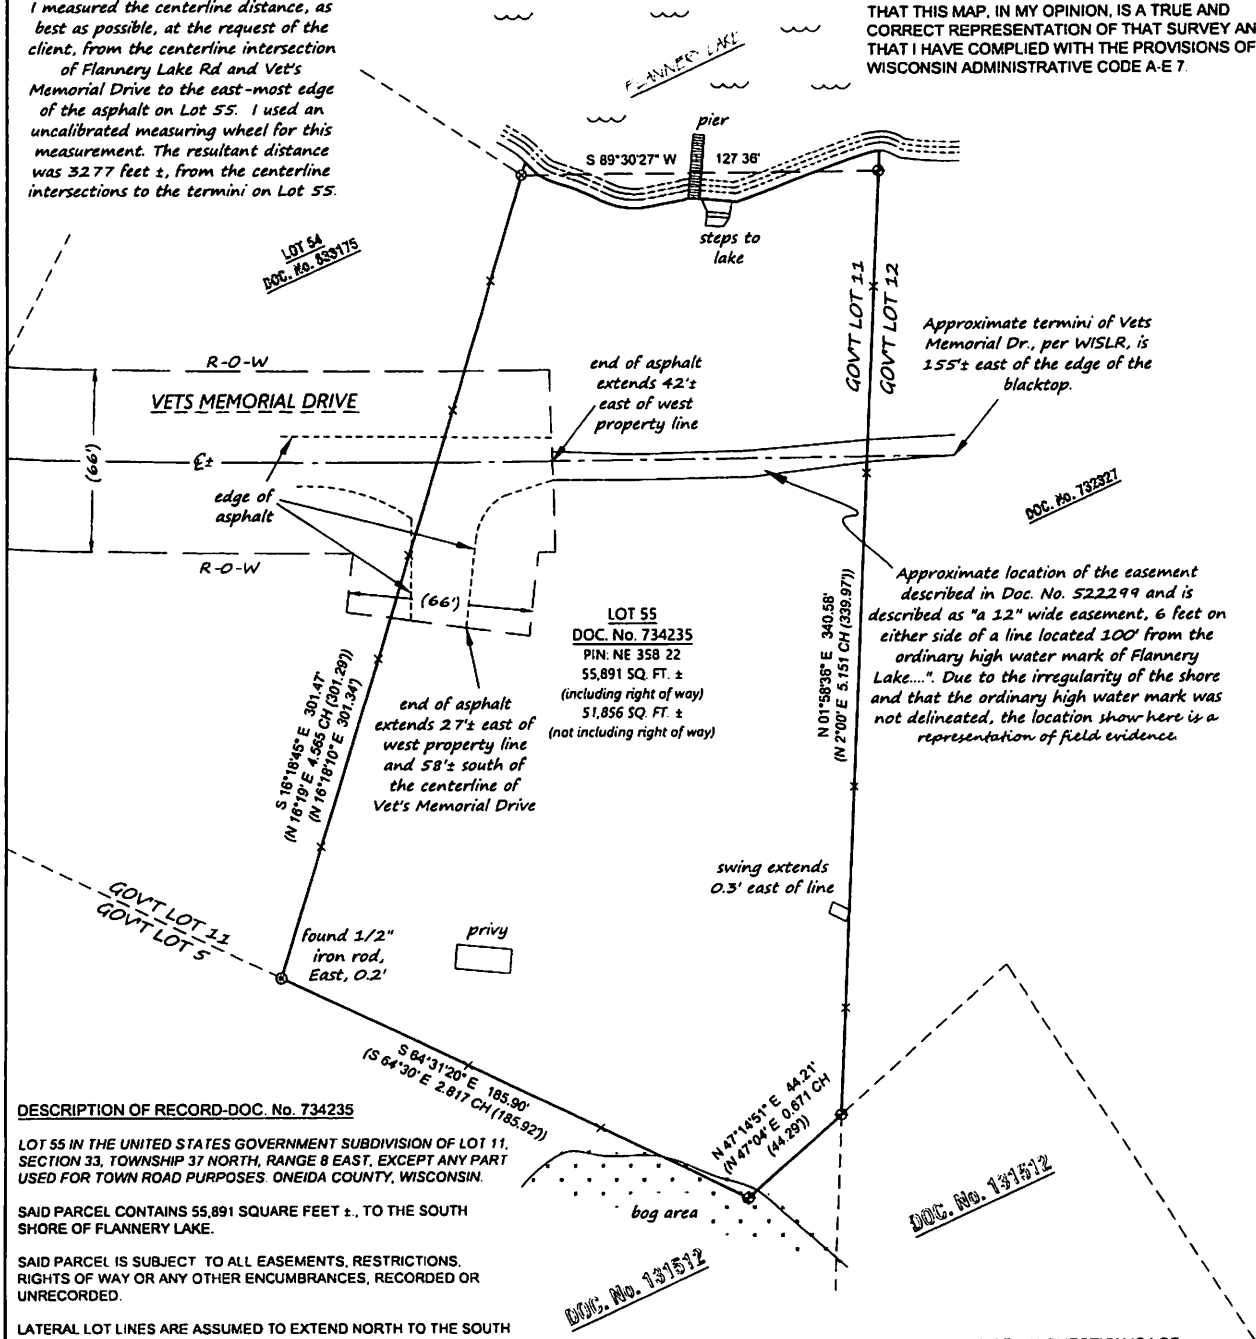 I measured the centerline distance, as
best as possible, at the request of the
client, from the centerline intersection
of Flannery Lake Rd and Vet's
Memorial Drive to the east-most edge
of the asphalt on Lot 55. I used an
uncalibrated measuring wheel for this
measurement. The resultant distance
was 3277 feet ±, from the centerline
intersections to the termini on Lot 55.
THAT THIS MAP, IN MY OPINION, IS A TRUE AND
CORRECT REPRESENTATION OF THAT SURVEY AN
THAT I HAVE COMPLIED WITH THE PROVISIONS OF
WISCONSIN ADMINISTRATIVE CODE A-E 7.
FLANNERY LAKE
pier
S 89°30'27" W 127 36'
steps to
lake
LOT 54
DOC. No. 633175
GOV'T LOT 11
GOV'T LOT 12
Approximate termini of Vets
Memorial Dr., per WISLR, is
155'± east of the edge of the
blacktop.
R-O-W
VETS MEMORIAL DRIVE
end of asphalt
extends 42'±
east of west
property line
(66')
℄±
edge of
asphalt
DOC. No. 732327
R-O-W
(66')
Approximate location of the easement
described in Doc. No. 522299 and is
described as "a 12" wide easement, 6 feet on
either side of a line located 100' from the
ordinary high water mark of Flannery
Lake....". Due to the irregularity of the shore
and that the ordinary high water mark was
not delineated, the location show here is a
representation of field evidence.
LOT 55
DOC. No. 734235
PIN: NE 358 22
55,891 SQ. FT. ±
(including right of way)
51,856 SQ. FT. ±
(not including right of way)
N 01°58'36" E 340.58'
(N 2°00' E 5.151 CH (339.97'))
end of asphalt
extends 27'± east of
west property line
and 58'± south of
the centerline of
Vet's Memorial Drive
S 16°18'45" E 301.47'
(N 16°19' E 4.565 CH (301.29'))
(N 16°18'10" E 301.34')
swing extends
0.3' east of line
GOV'T LOT 11
GOV'T LOT 5
found 1/2"
iron rod,
East, 0.2'
privy
S 64°31'20" E 185.90'
(S 64°30' E 2.817 CH (185.92'))
N 47°14'51" E 44.21'
(N 47°04' E 0.671 CH
(44.29'))
bog area
DOC. No. 131512
DOC. No. 131512
DESCRIPTION OF RECORD-DOC. No. 734235
LOT 55 IN THE UNITED STATES GOVERNMENT SUBDIVISION OF LOT 11,
SECTION 33, TOWNSHIP 37 NORTH, RANGE 8 EAST, EXCEPT ANY PART
USED FOR TOWN ROAD PURPOSES. ONEIDA COUNTY, WISCONSIN.
SAID PARCEL CONTAINS 55,891 SQUARE FEET ±., TO THE SOUTH
SHORE OF FLANNERY LAKE.
SAID PARCEL IS SUBJECT TO ALL EASEMENTS, RESTRICTIONS,
RIGHTS OF WAY OR ANY OTHER ENCUMBRANCES, RECORDED OR
UNRECORDED.
LATERAL LOT LINES ARE ASSUMED TO EXTEND NORTH TO THE SOUTH